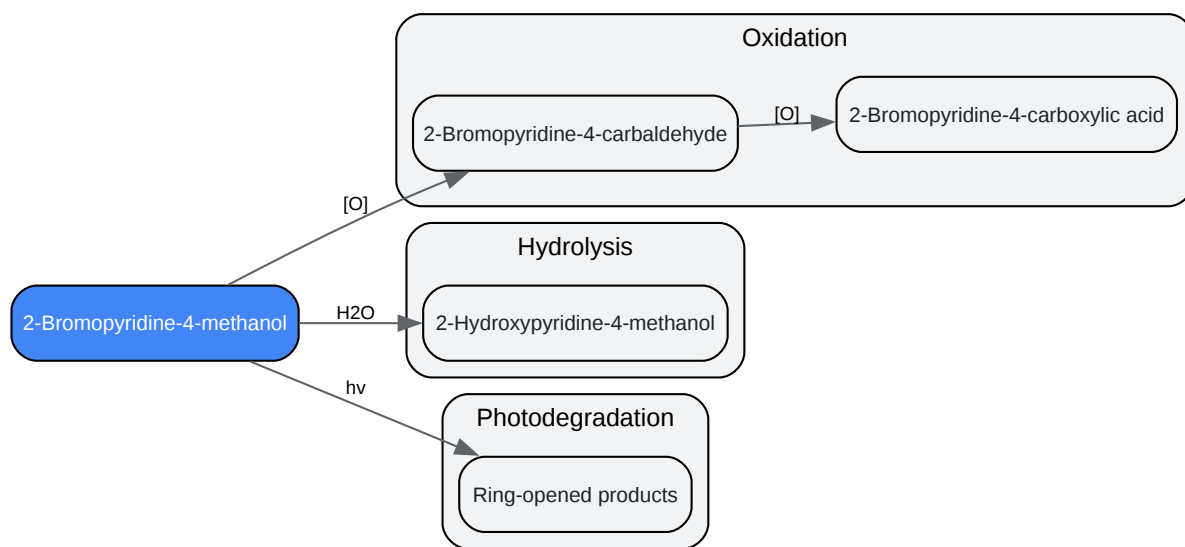 Oxidation
2-Bromopyridine-4-carbaldehyde
[O]
2-Bromopyridine-4-carboxylic acid
[O]
Hydrolysis
2-Bromopyridine-4-methanol
H2O
2-Hydroxypyridine-4-methanol
hv
Photodegradation
Ring-opened products